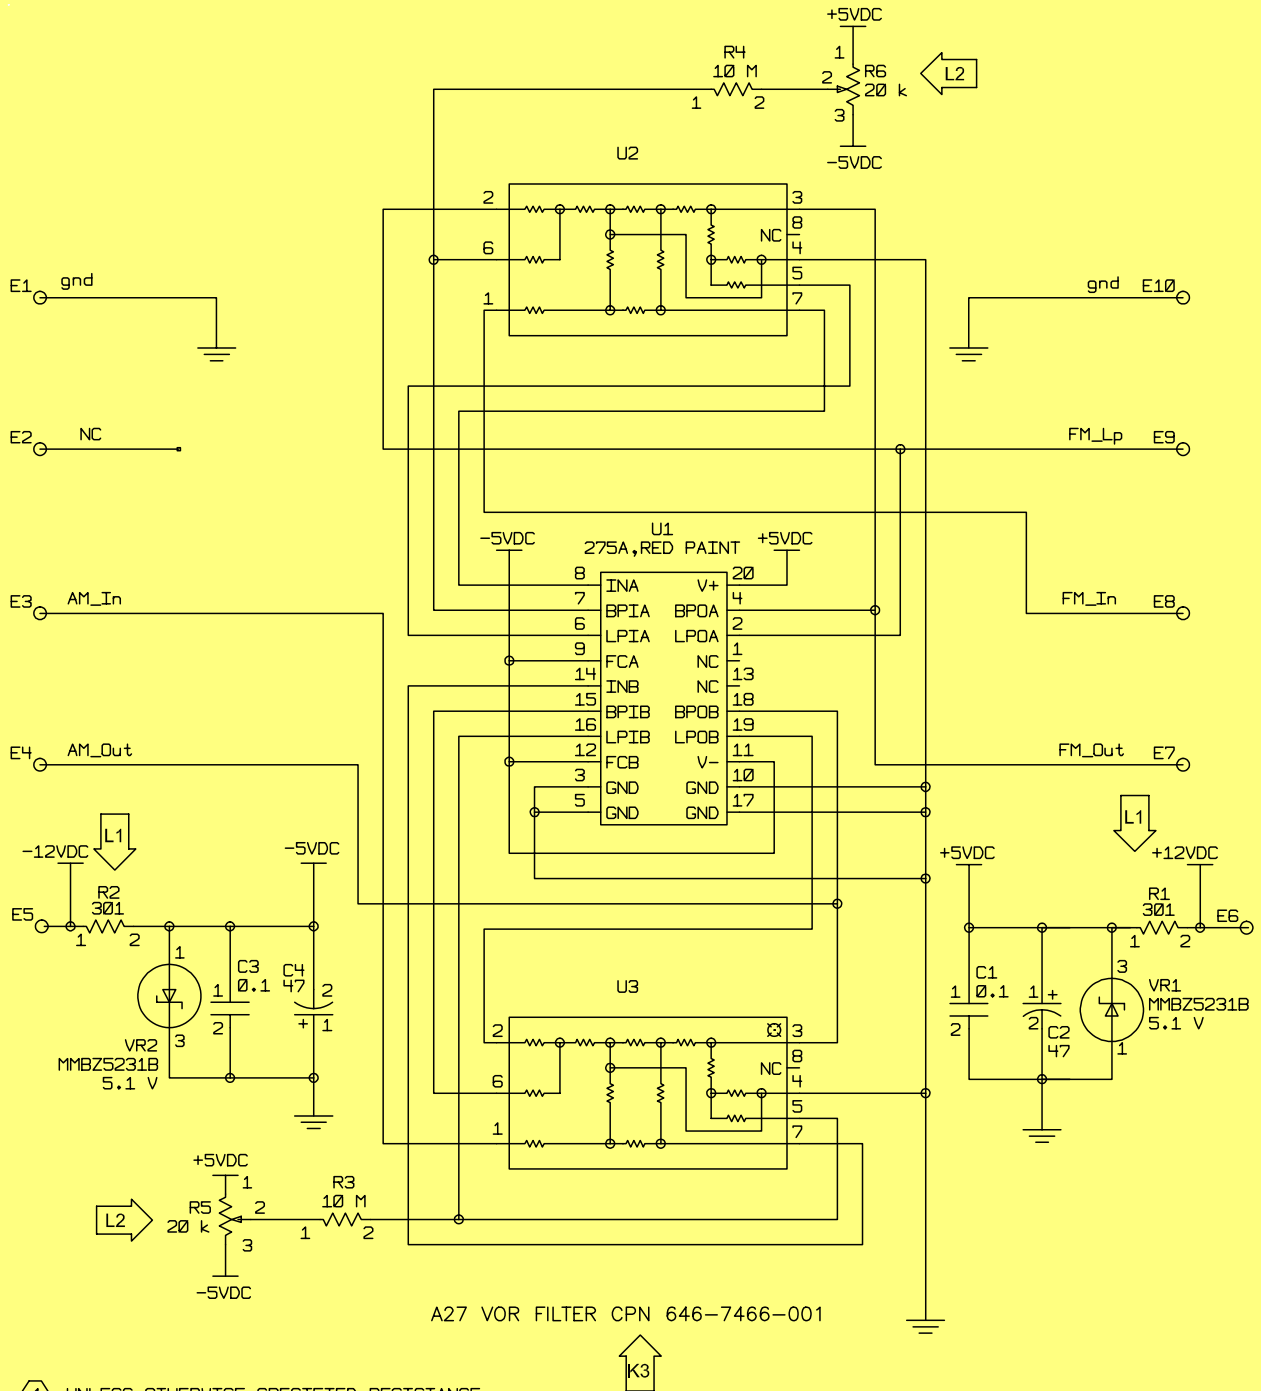 +5VDC
R4
10 M
1
2
1
2
3
R6
20 k
L2
-5VDC
U2
2
6
1
3
8
NC
4
5
7
E1
gnd
gnd
E10
E2
NC
FM_Lp
E9
-5VDC
U1
275A,RED PAINT
+5VDC
8 INA V+ 20
7 BPIA BPOA 4
6 LPIA LPOA 2
9 FCA NC 1
14 INB NC 13
15 BPIB BPOB 18
16 LPIB LPOB 19
12 FCB V- 11
3 GND GND 10
5 GND GND 17
E3
AM_In
FM_In
E8
E4
AM_Out
FM_Out
E7
L1
-12VDC
-5VDC
R2
301
E5
1
2
1
3
VR2
MMBZ5231B
5.1 V
C3
0.1
1
2
C4
47
2
+
1
L1
+5VDC
+12VDC
R1
301
E6
1
2
C1
0.1
1
2
1
+
2
C2
47
3
1
VR1
MMBZ5231B
5.1 V
U3
2
6
1
3
8
NC
4
5
7
+5VDC
1
R5
20 k
2
3
-5VDC
L2
R3
10 M
1
2
A27 VOR FILTER CPN 646-7466-001
K3